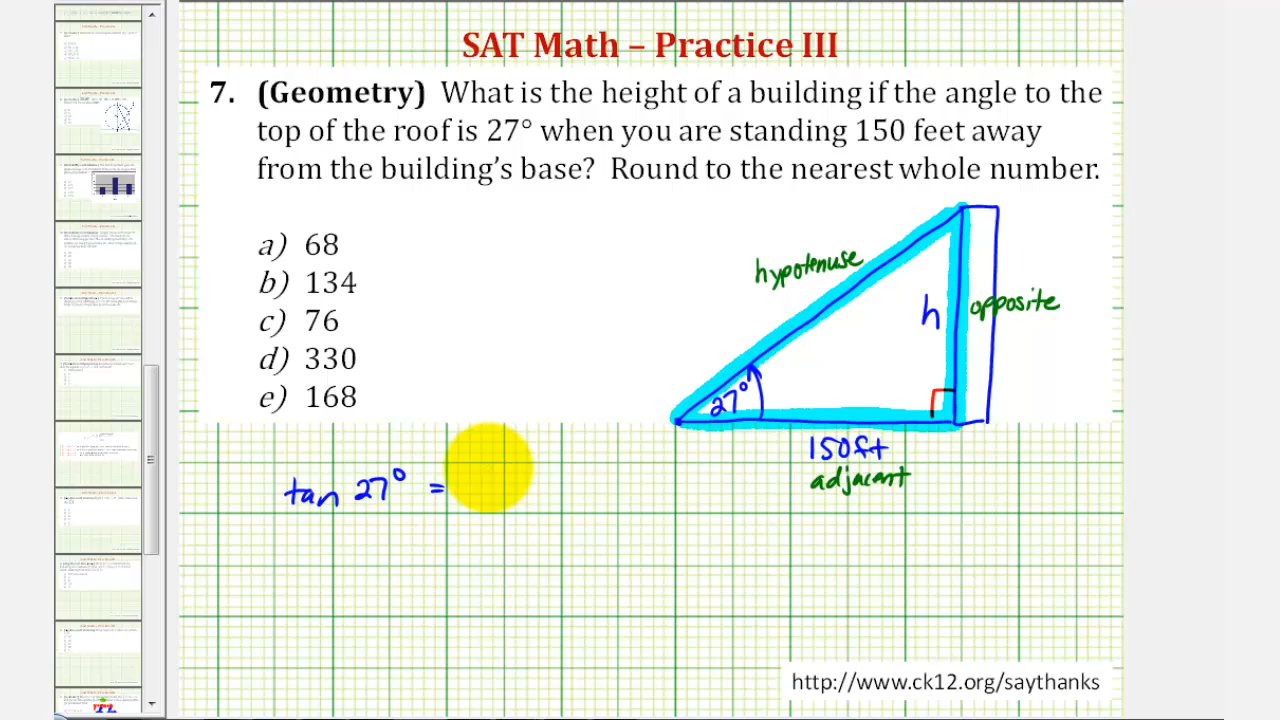 SAT Math – Practice III
7. (Geometry) What is the height of a building if the angle to the
top of the roof is 27° when you are standing 150 feet away
from the building's base? Round to the nearest whole number.
a) 68
b) 134
c) 76
d) 330
e) 168
hypotenuse
h
opposite
27°
150ft
adjacent
tan 27° =
http://www.ck12.org/saythanks